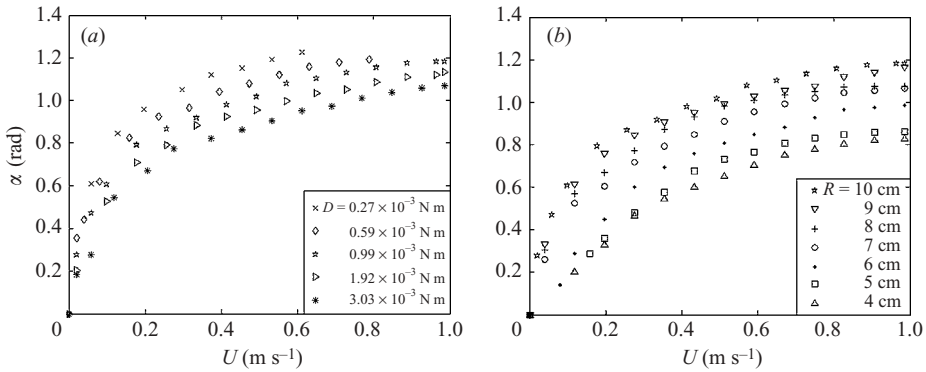 (a)
1.4
1.2
1.0
0.8
0.6
0.4
0.2
α (rad)
× D = 0.27 × 10⁻³ N m
◇ 0.59 × 10⁻³ N m
☆ 0.99 × 10⁻³ N m
▷ 1.92 × 10⁻³ N m
* 3.03 × 10⁻³ N m
0 0.2 0.4 0.6 0.8 1.0
U (m s⁻¹)
(b)
1.4
1.2
1.0
0.8
0.6
0.4
0.2
☆ R = 10 cm
▽ 9 cm
+ 8 cm
○ 7 cm
• 6 cm
□ 5 cm
△ 4 cm
0 0.2 0.4 0.6 0.8 1.0
U (m s⁻¹)